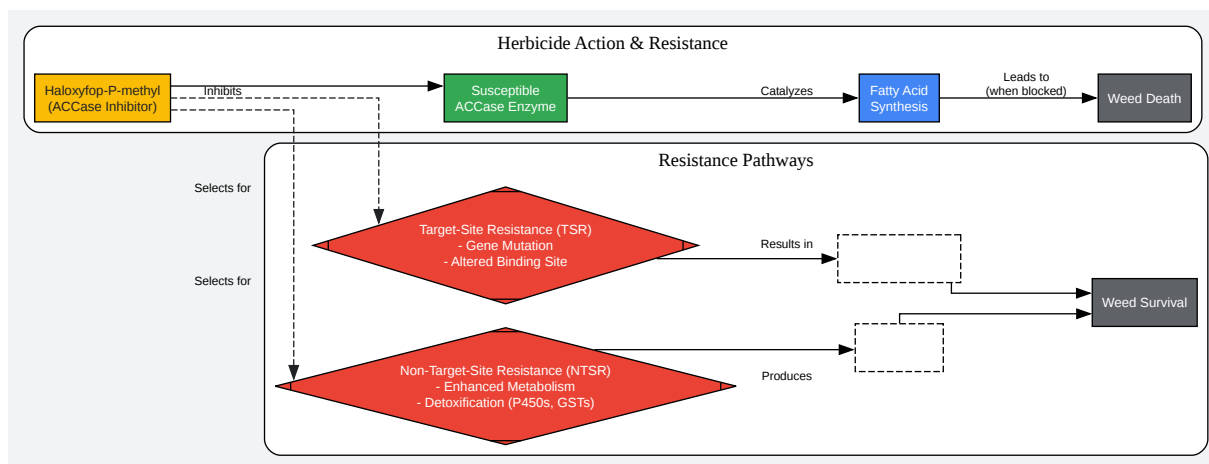 Herbicide Action & Resistance
Haloxyfop-P-methyl
(ACCase Inhibitor)
Inhibits
Susceptible
ACCase Enzyme
Catalyzes
Fatty Acid
Synthesis
Leads to
(when blocked)
Weed Death
Resistance Pathways
Selects for
Target-Site Resistance (TSR)
- Gene Mutation
- Altered Binding Site
Results in
Selects for
Weed Survival
Non-Target-Site Resistance (NTSR)
- Enhanced Metabolism
- Detoxification (P450s, GSTs)
Produces